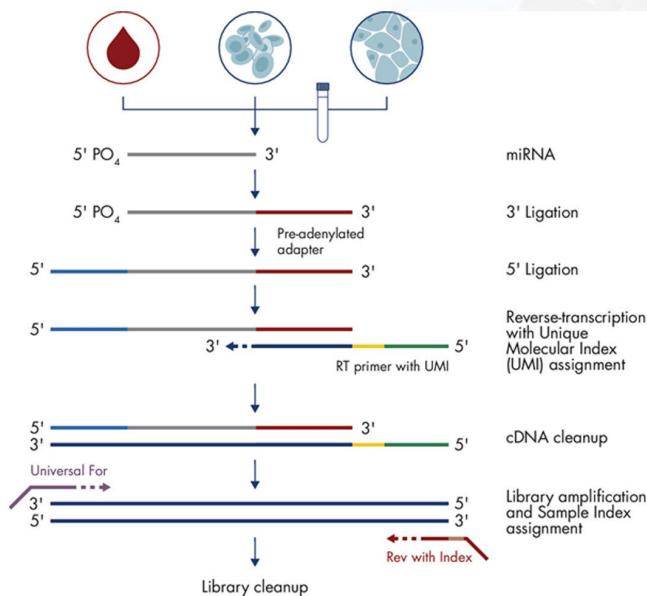 5' PO4 3' miRNA
5' PO4 3' 3' Ligation
Pre-adenylated
adapter
5' 3' 5' Ligation
5'
3' 5'
RT primer with UMI
Reverse-transcription
with Unique
Molecular Index
(UMI) assignment
5' 3'
3' 5'
cDNA cleanup
Universal For
3' 5'
5' 3'
Library amplification
and Sample Index
assignment
Rev with Index
Library cleanup